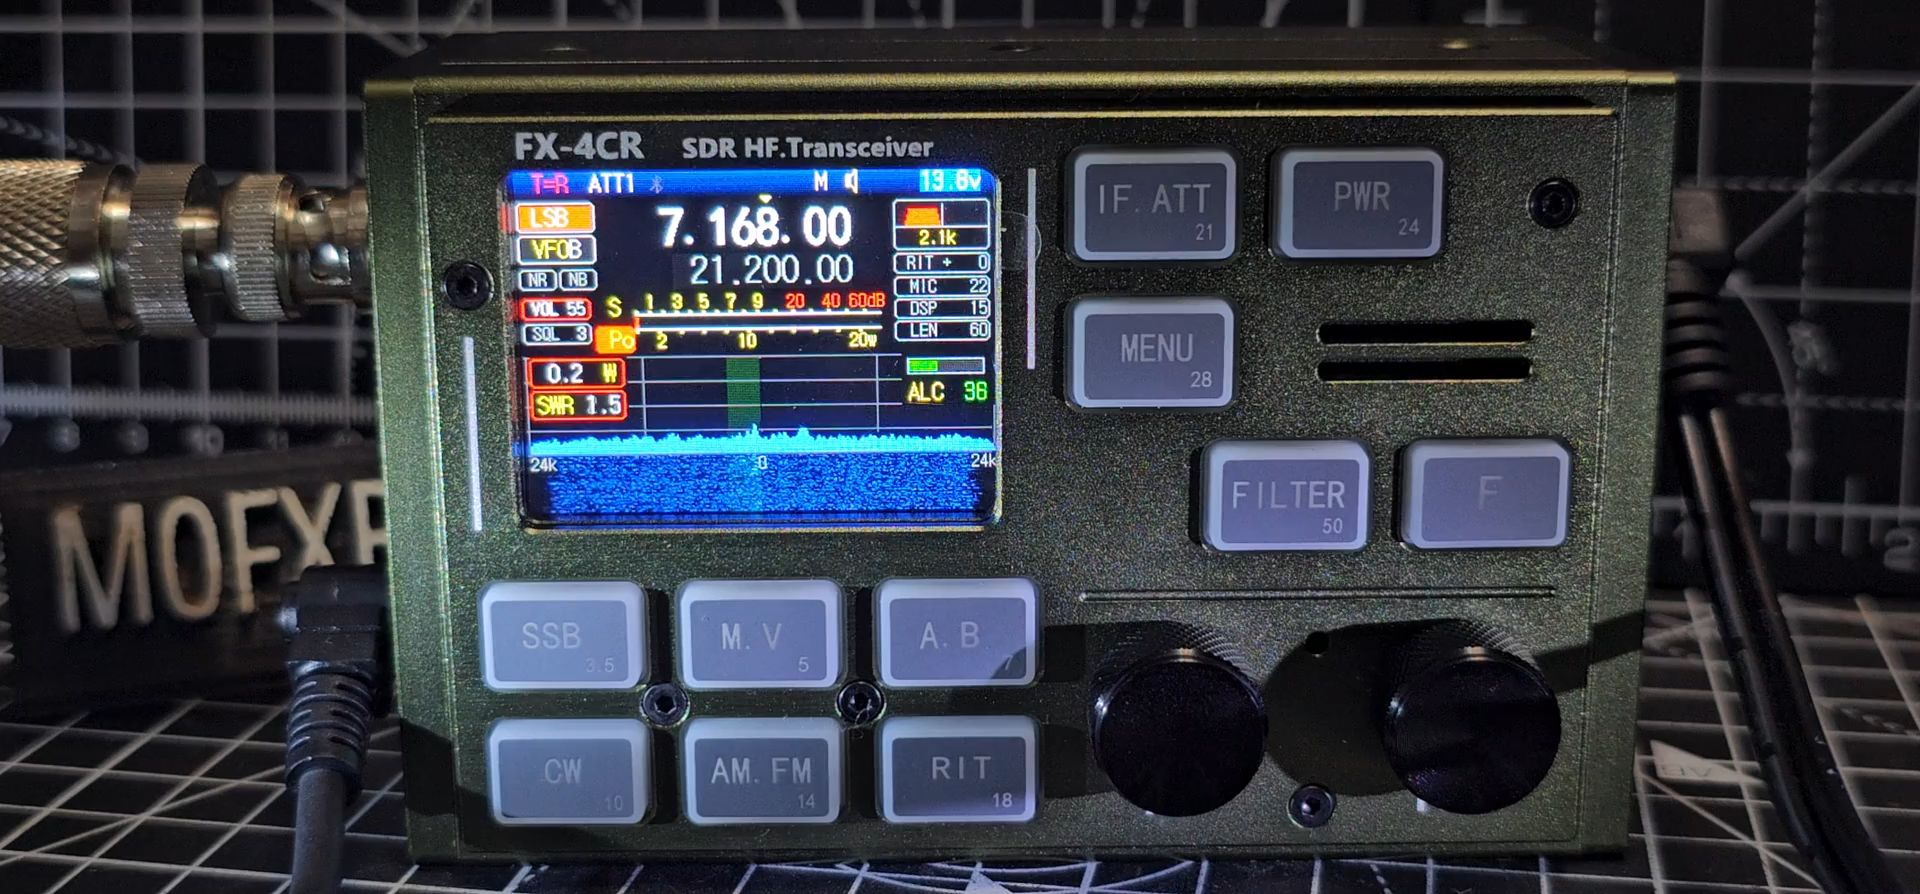 FX-4CR SDR HF.Transceiver
T=R ATT1 M 13.8v
LSB 7.168.00
2.1k
VFOB 21.200.00
NR NB RIT + 0
VOL 55 S 1 3 5 7 9 20 40 60dB MIC 22
SQL 3 Po 2 10 20w DSP 15
LEN 60
0.2 W
SWR 1.5 ALC 36
24k 0 24k
IF.ATT 21
PWR 24
MENU 28
FILTER 50
F
SSB 3.5
M.V 5
A.B 7
CW 10
AM.FM 14
RIT 18
M0FXR